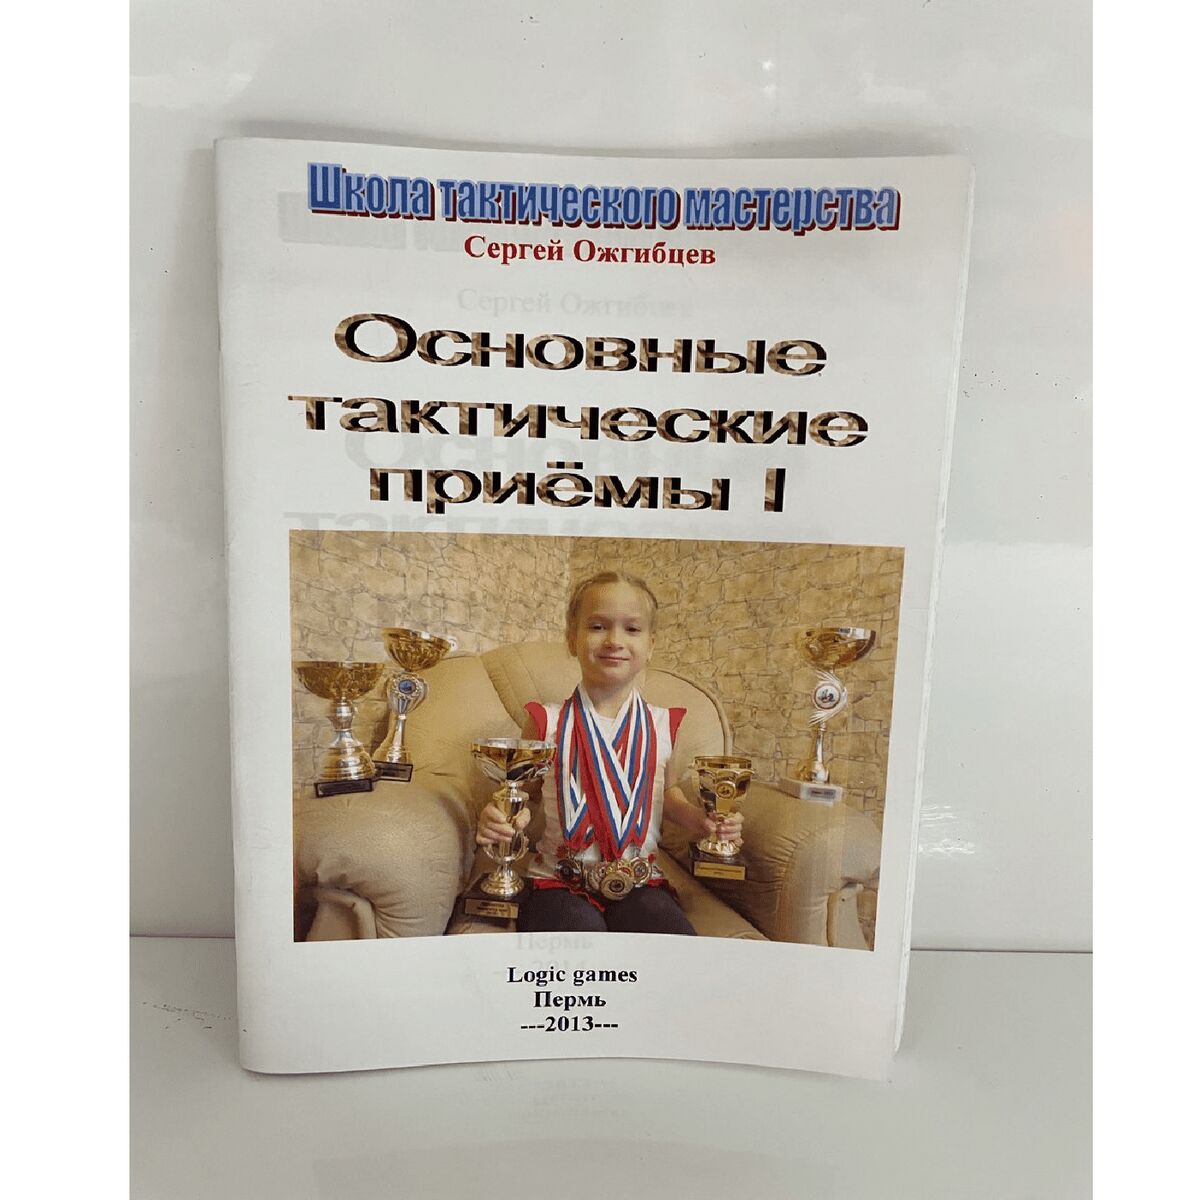 Школа тактического мастерства
Сергей Ожгибцев
Основные
тактические
приёмы I
Logic games
Пермь
---2013---